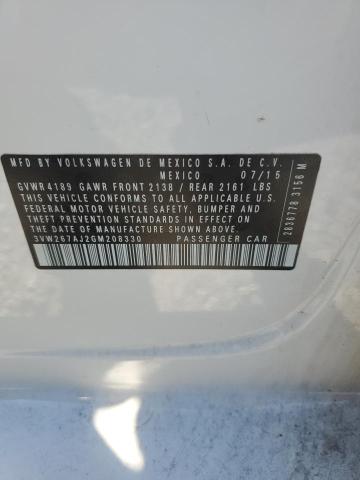 MFD BY VOLKSWAGEN DE MEXICO S.A. DE C.V.
MEXICO 07/15
GVWR 4189 GAWR FRONT 2138 / REAR 2161 LBS
THIS VEHICLE CONFORMS TO ALL APPLICABLE U.S.
FEDERAL MOTOR VEHICLE SAFETY, BUMPER AND
THEFT PREVENTION STANDARDS IN EFFECT ON
THE DATE OF MANUFACTURE SHOWN ABOVE.
3VW267AJ2GM208330 PASSENGER CAR
2836778 3156 M